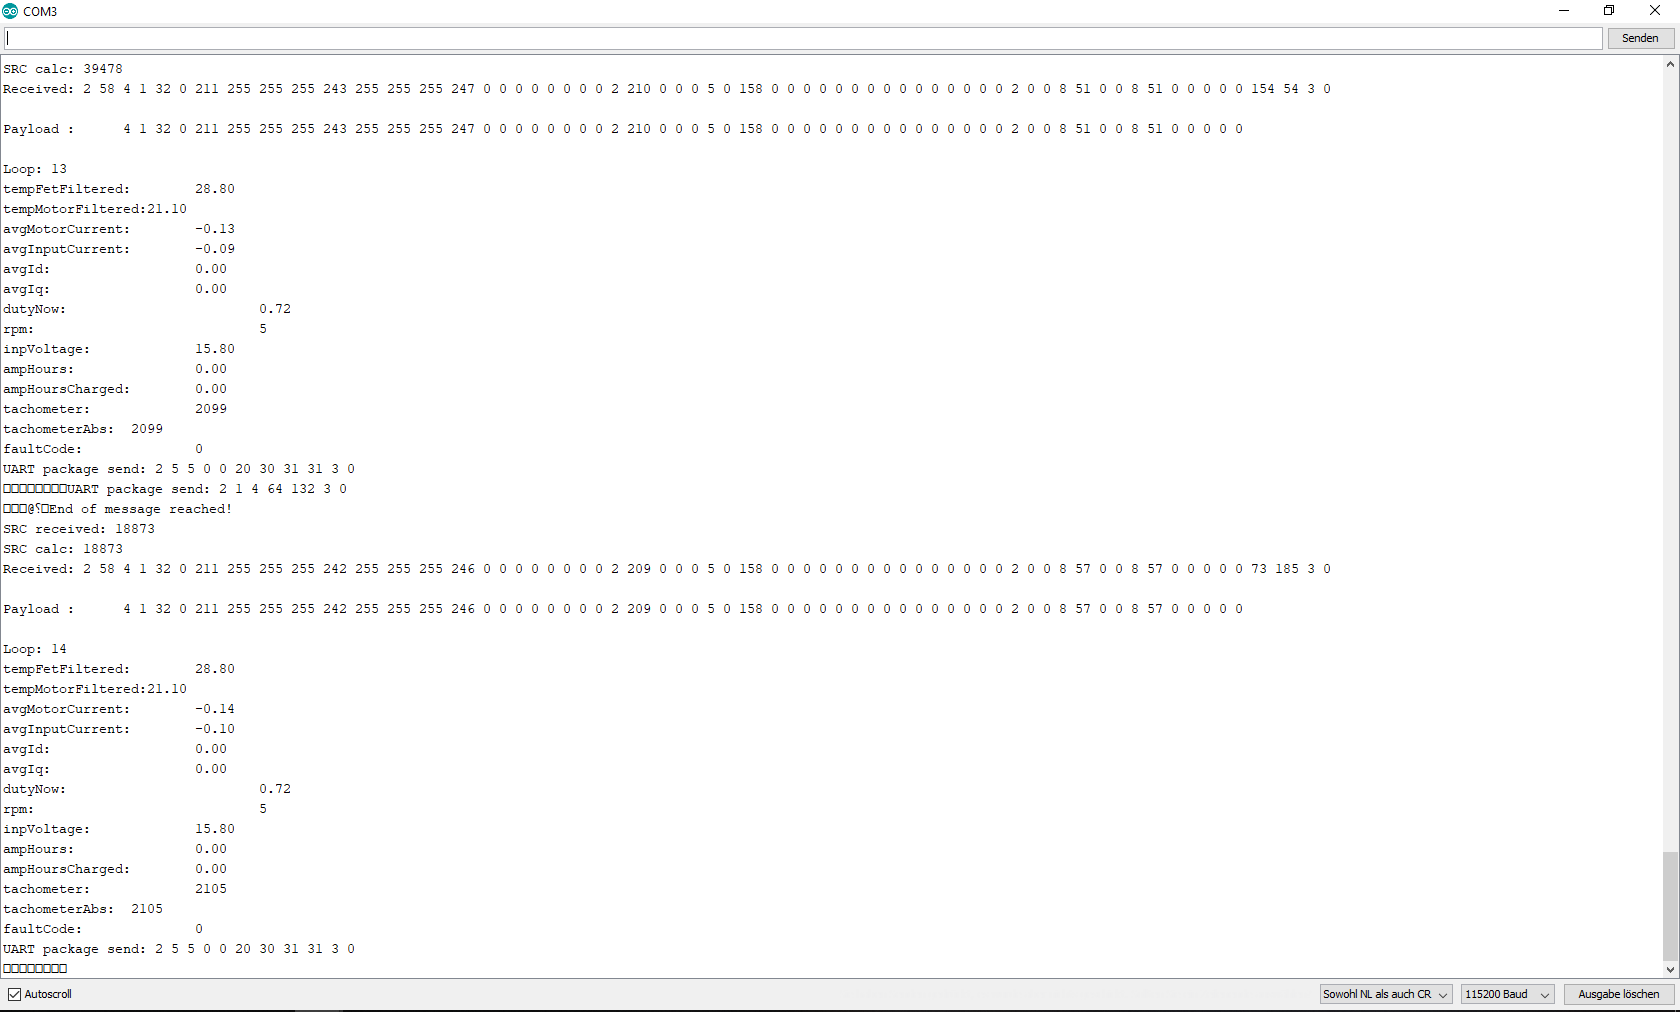 COM3
Senden
SRC calc: 39478
Received: 2 58 4 1 32 0 211 255 255 255 243 255 255 255 247 0 0 0 0 0 0 0 0 2 210 0 0 0 5 0 158 0 0 0 0 0 0 0 0 0 0 0 0 0 0 0 2 0 0 8 51 0 0 8 51 0 0 0 0 0 154 54 3 0
Payload : 4 1 32 0 211 255 255 255 243 255 255 255 247 0 0 0 0 0 0 0 0 2 210 0 0 0 5 0 158 0 0 0 0 0 0 0 0 0 0 0 0 0 0 0 2 0 0 8 51 0 0 8 51 0 0 0 0 0
Loop: 13
tempFetFiltered: 28.80
tempMotorFiltered:21.10
avgMotorCurrent: -0.13
avgInputCurrent: -0.09
avgId: 0.00
avgIq: 0.00
dutyNow: 0.72
rpm: 5
inpVoltage: 15.80
ampHours: 0.00
ampHoursCharged: 0.00
tachometer: 2099
tachometerAbs: 2099
faultCode: 0
UART package send: 2 5 5 0 0 20 30 31 31 3 0
□□□□□□□□UART package send: 2 1 4 64 132 3 0
□□□@⸮□End of message reached!
SRC received: 18873
SRC calc: 18873
Received: 2 58 4 1 32 0 211 255 255 255 242 255 255 255 246 0 0 0 0 0 0 0 0 2 209 0 0 0 5 0 158 0 0 0 0 0 0 0 0 0 0 0 0 0 0 0 2 0 0 8 57 0 0 8 57 0 0 0 0 0 73 185 3 0
Payload : 4 1 32 0 211 255 255 255 242 255 255 255 246 0 0 0 0 0 0 0 0 2 209 0 0 0 5 0 158 0 0 0 0 0 0 0 0 0 0 0 0 0 0 0 2 0 0 8 57 0 0 8 57 0 0 0 0 0
Loop: 14
tempFetFiltered: 28.80
tempMotorFiltered:21.10
avgMotorCurrent: -0.14
avgInputCurrent: -0.10
avgId: 0.00
avgIq: 0.00
dutyNow: 0.72
rpm: 5
inpVoltage: 15.80
ampHours: 0.00
ampHoursCharged: 0.00
tachometer: 2105
tachometerAbs: 2105
faultCode: 0
UART package send: 2 5 5 0 0 20 30 31 31 3 0
□□□□□□□□
Autoscroll
Sowohl NL als auch CR
115200 Baud
Ausgabe löschen